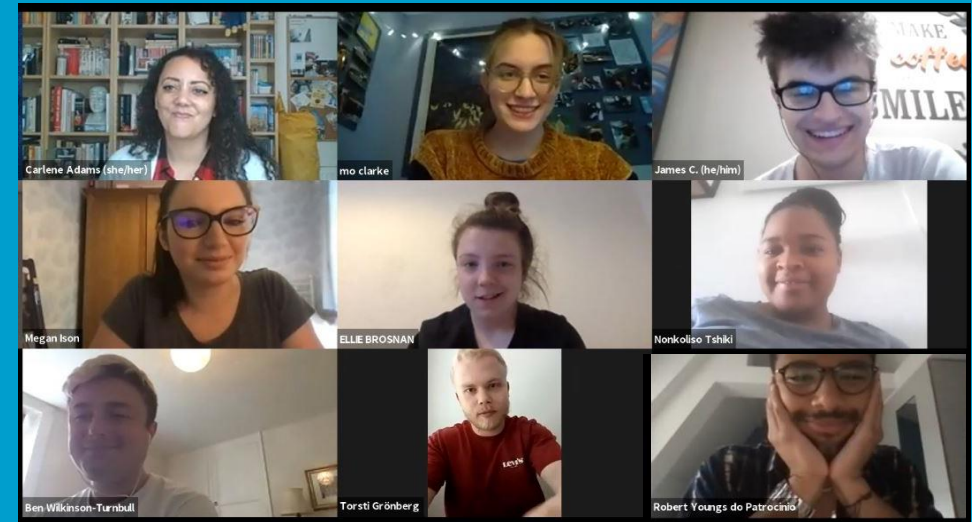 MAKE
coffee
SMILE
Carlene Adams (she/her)
mo clarke
James C. (he/him)
Megan Ison
ELLIE BROSNAN
Nonkoliso Tshiki
LEVI'S
Ben Wilkinson-Turnbull
Torsti Grönberg
Robert Youngs do Patrocinio